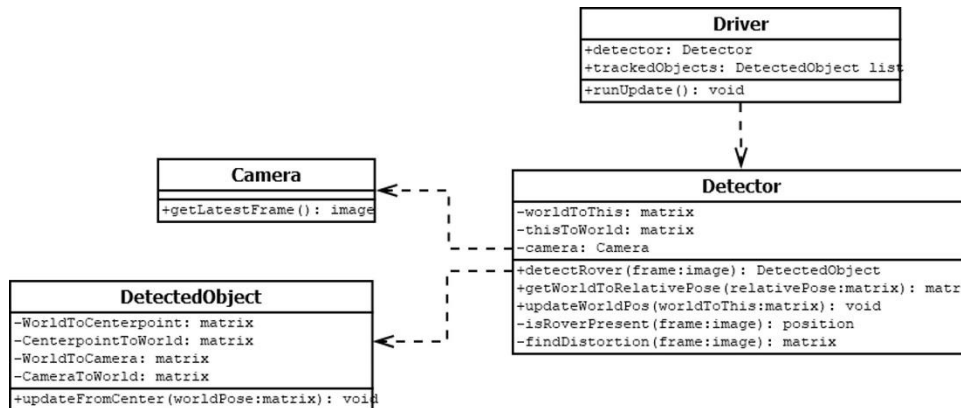 Driver
+detector: Detector
+trackedObjects: DetectedObject list
+runUpdate(): void
Camera
+getLatestFrame(): image
Detector
-worldToThis: matrix
-thisToWorld: matrix
-camera: Camera
+detectRover(frame:image): DetectedObject
+getWorldToRelativePose(relativePose:matrix): matr
+updateWorldPos(worldToThis:matrix): void
-isRoverPresent(frame:image): position
-findDistortion(frame:image): matrix
DetectedObject
-WorldToCenterpoint: matrix
-CenterpointToWorld: matrix
-WorldToCamera: matrix
-CameraToWorld: matrix
+updateFromCenter(worldPose:matrix): void